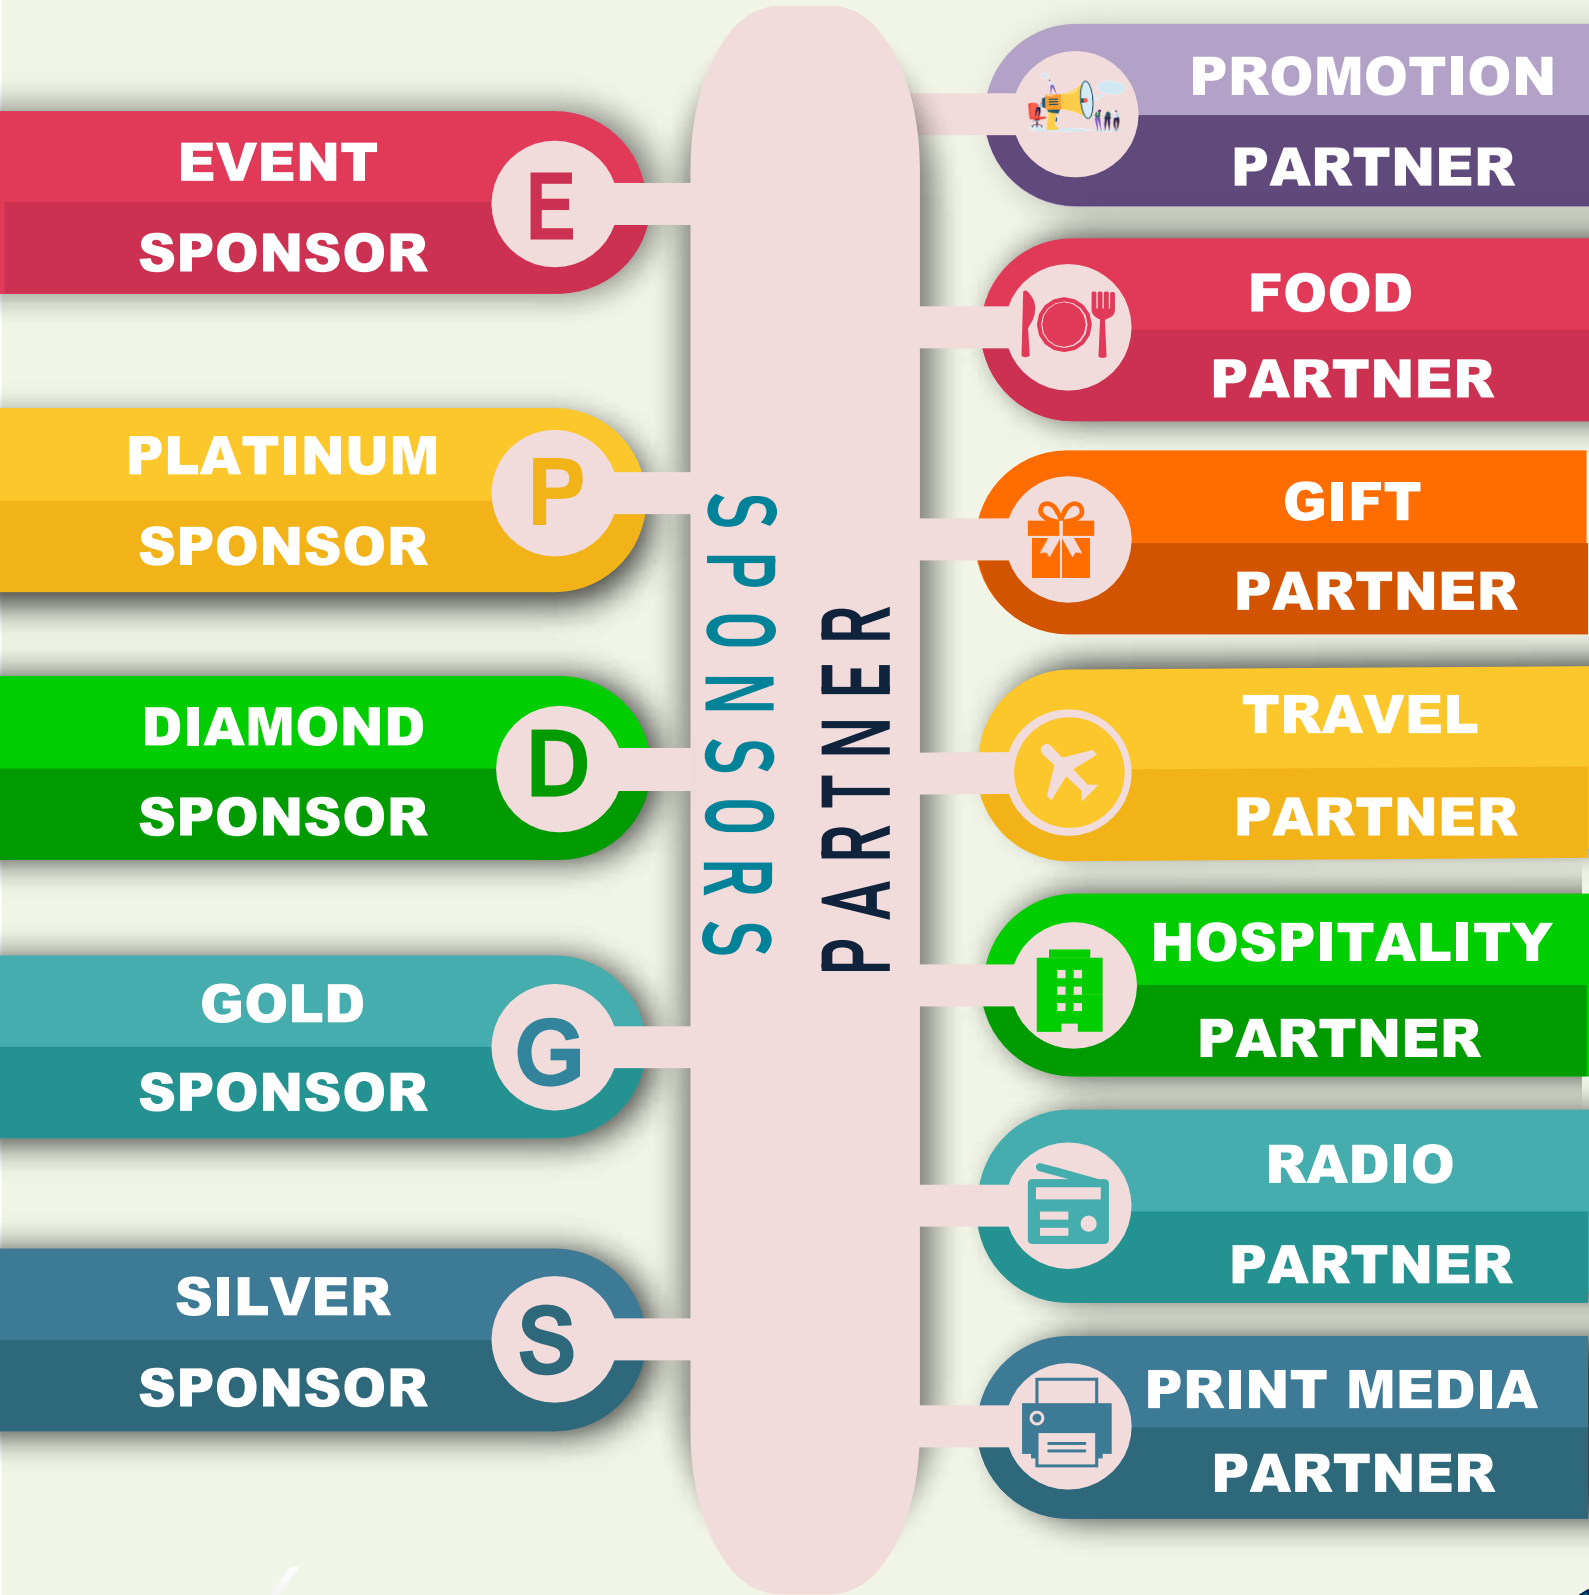 EVENT
SPONSOR
E
PLATINUM
SPONSOR
P
DIAMOND
SPONSOR
D
GOLD
SPONSOR
G
SILVER
SPONSOR
S
SPONSORS
PARTNER
PROMOTION
PARTNER
FOOD
PARTNER
GIFT
PARTNER
TRAVEL
PARTNER
HOSPITALITY
PARTNER
RADIO
PARTNER
PRINT MEDIA
PARTNER